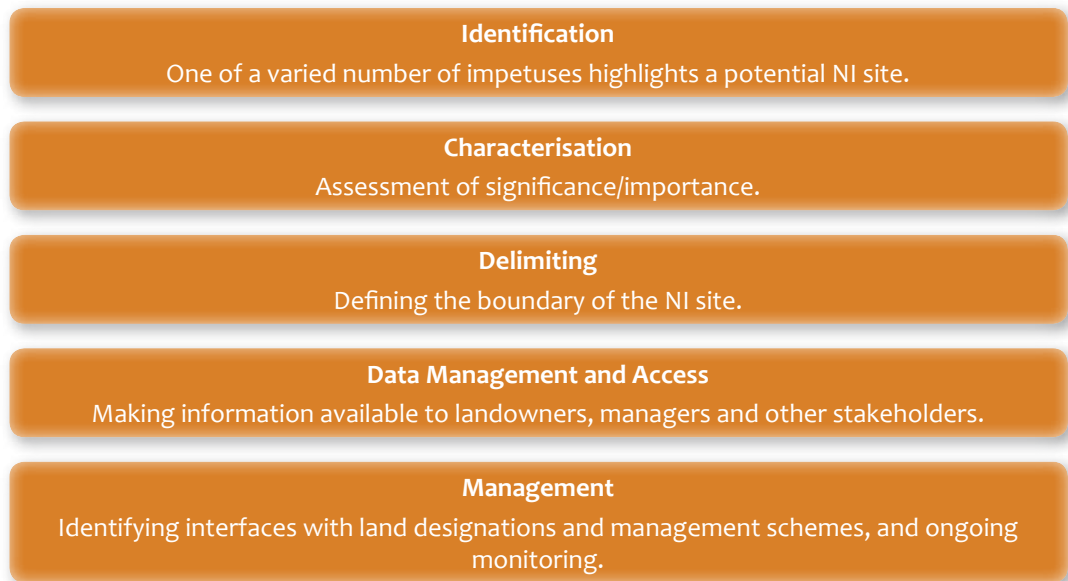 Identification
One of a varied number of impetuses highlights a potential NI site.
Characterisation
Assessment of significance/importance.
Delimiting
Defining the boundary of the NI site.
Data Management and Access
Making information available to landowners, managers and other stakeholders.
Management
Identifying interfaces with land designations and management schemes, and ongoing
monitoring.